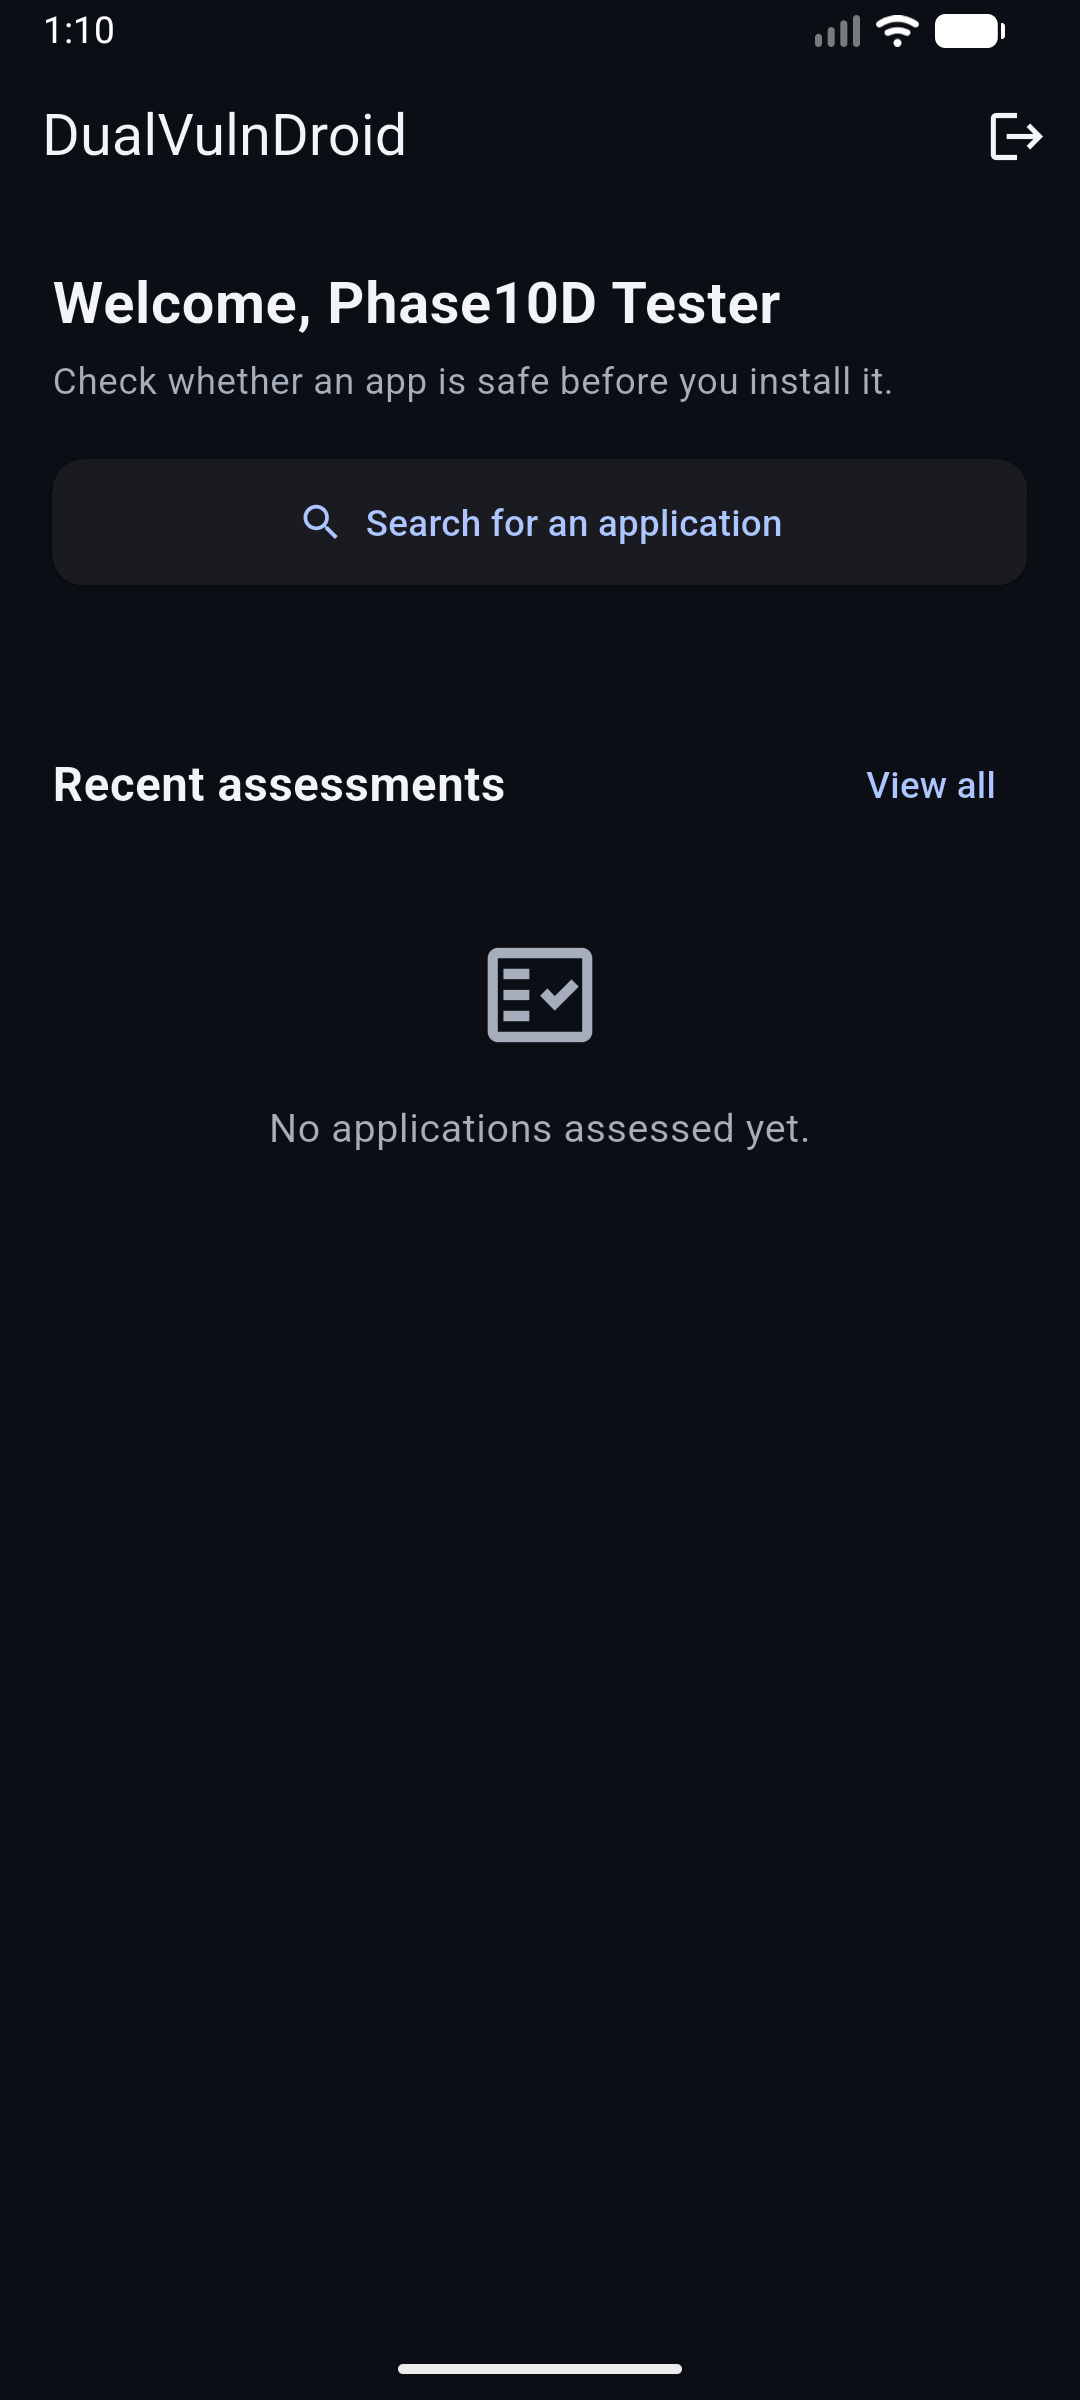 1:10
DualVulnDroid
Welcome, Phase10D Tester
Check whether an app is safe before you install it.
Search for an application
Recent assessments
View all
No applications assessed yet.